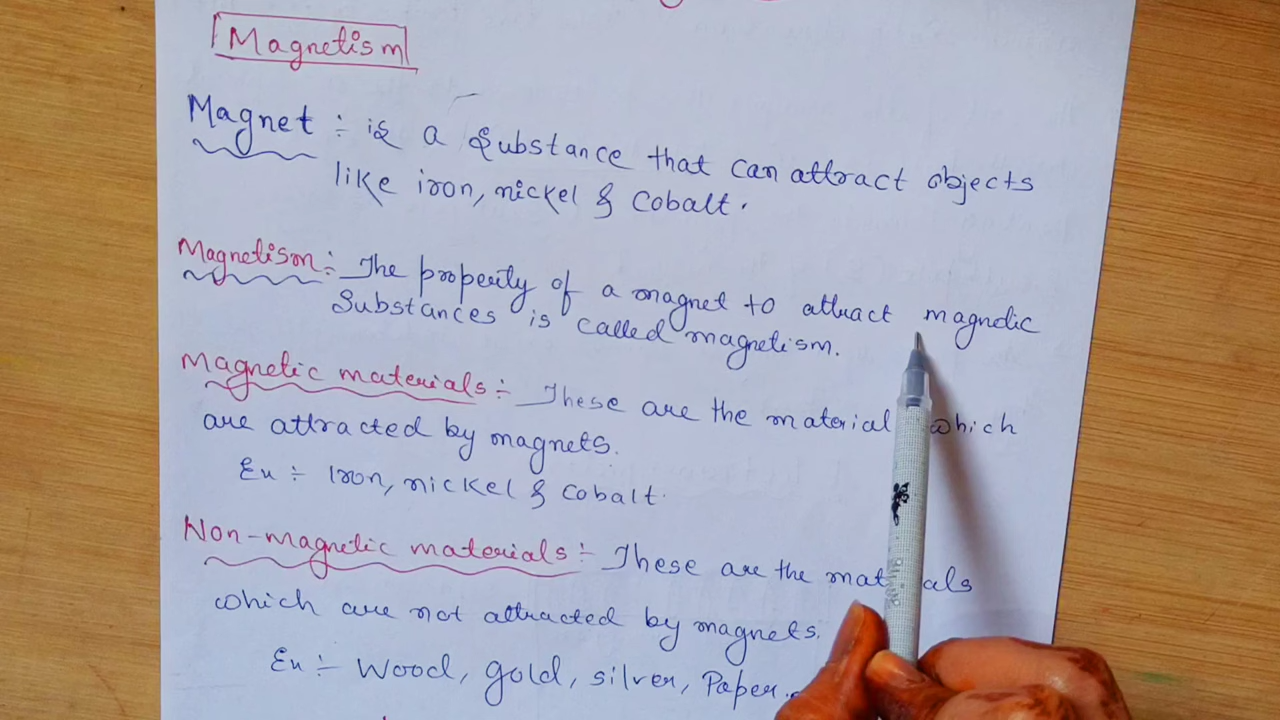 Magnetism
Magnet :- is a substance that can attract objects
like iron, nickel & cobalt.
Magnetism :- The property of a magnet to attract magnetic
substances is called magnetism.
Magnetic materials :- These are the material which
are attracted by magnets.
Ex :- Iron, nickel & cobalt.
Non-magnetic materials :- These are the materials
which are not attracted by magnets.
Ex :- Wood, gold, silver, Paper.